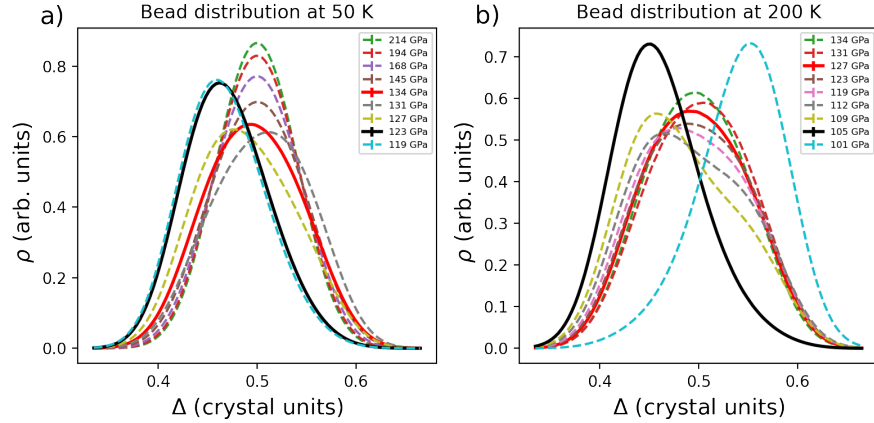 a)
Bead distribution at 50 K
0.8
0.6
0.4
0.2
0.0
ρ (arb. units)
0.4 0.5 0.6
Δ (crystal units)
214 GPa
194 GPa
168 GPa
145 GPa
134 GPa
131 GPa
127 GPa
123 GPa
119 GPa
b)
Bead distribution at 200 K
0.7
0.6
0.5
0.4
0.3
0.2
0.1
0.0
ρ (arb. units)
0.4 0.5 0.6
Δ (crystal units)
134 GPa
131 GPa
127 GPa
123 GPa
119 GPa
112 GPa
109 GPa
105 GPa
101 GPa